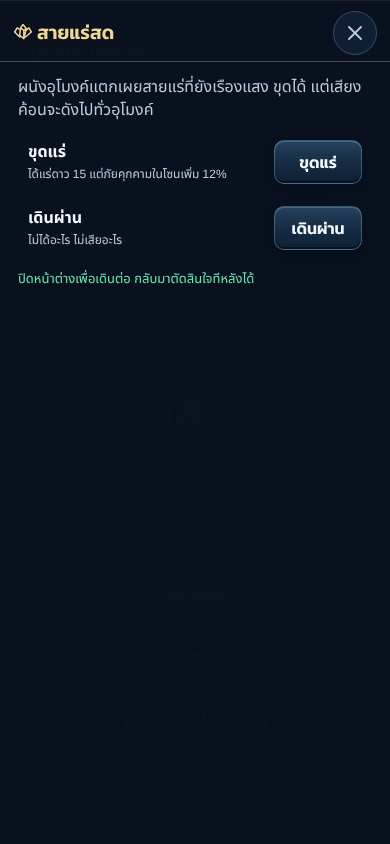 สายแร่สด
ผนังอุโมงค์แตกเผยสายแร่ที่ยังเรืองแสง ขุดได้ แต่เสียง
ค้อนจะดังไปทั่วอุโมงค์
ขุดแร่
ได้แร่ดาว 15 แต่ภัยคุกคามในโซนเพิ่ม 12%
ขุดแร่
เดินผ่าน
ไม่ได้อะไร ไม่เสียอะไร
เดินผ่าน
ปิดหน้าต่างเพื่อเดินต่อ กลับมาตัดสินใจทีหลังได้